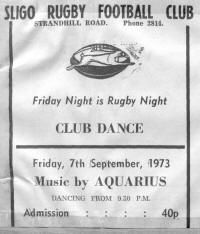 SLIGO RUGBY FOOTBALL CLUB
STRANDHILL ROAD. Phone 2814.
Friday Night is Rugby Night
CLUB DANCE
Friday, 7th September, 1973
Music by AQUARIUS
DANCING FROM 9.30 P.M.
Admission : : : : 40p